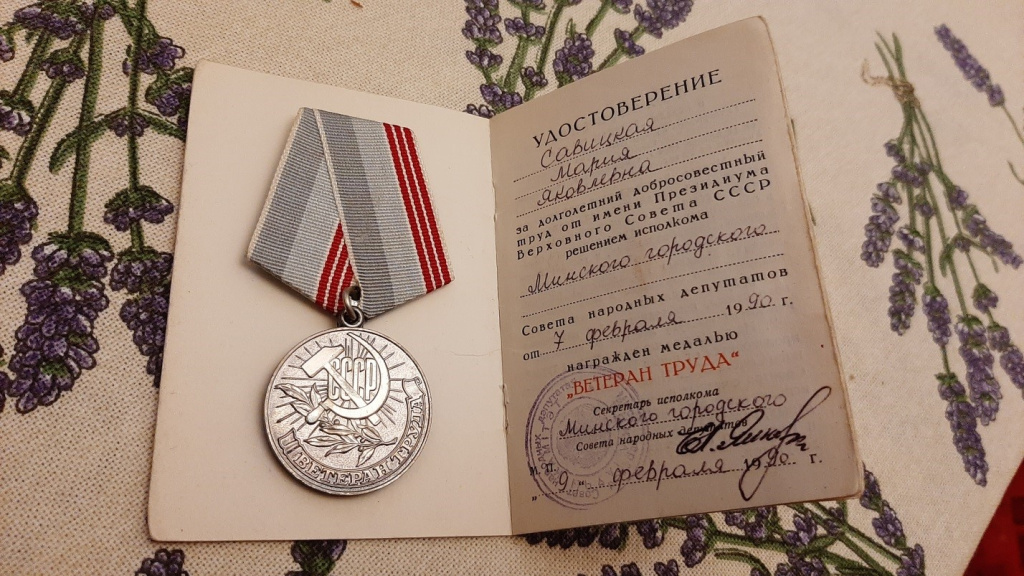 СССР
ВЕТЕРАН ТРУДА
УДОСТОВЕРЕНИЕ
Савицкая
Мария
Яковлевна
за долголетний добросовестный
труд от имени Президиума
Верховного Совета СССР
решением исполкома
Минского городского
Совета народных депутатов
от 7 февраля 1990 г.
награжден медалью
„ВЕТЕРАН ТРУДА“
Секретарь исполкома
Минского городского
Совета народных депутатов
М. П.
„9“ февраля 1990 г.